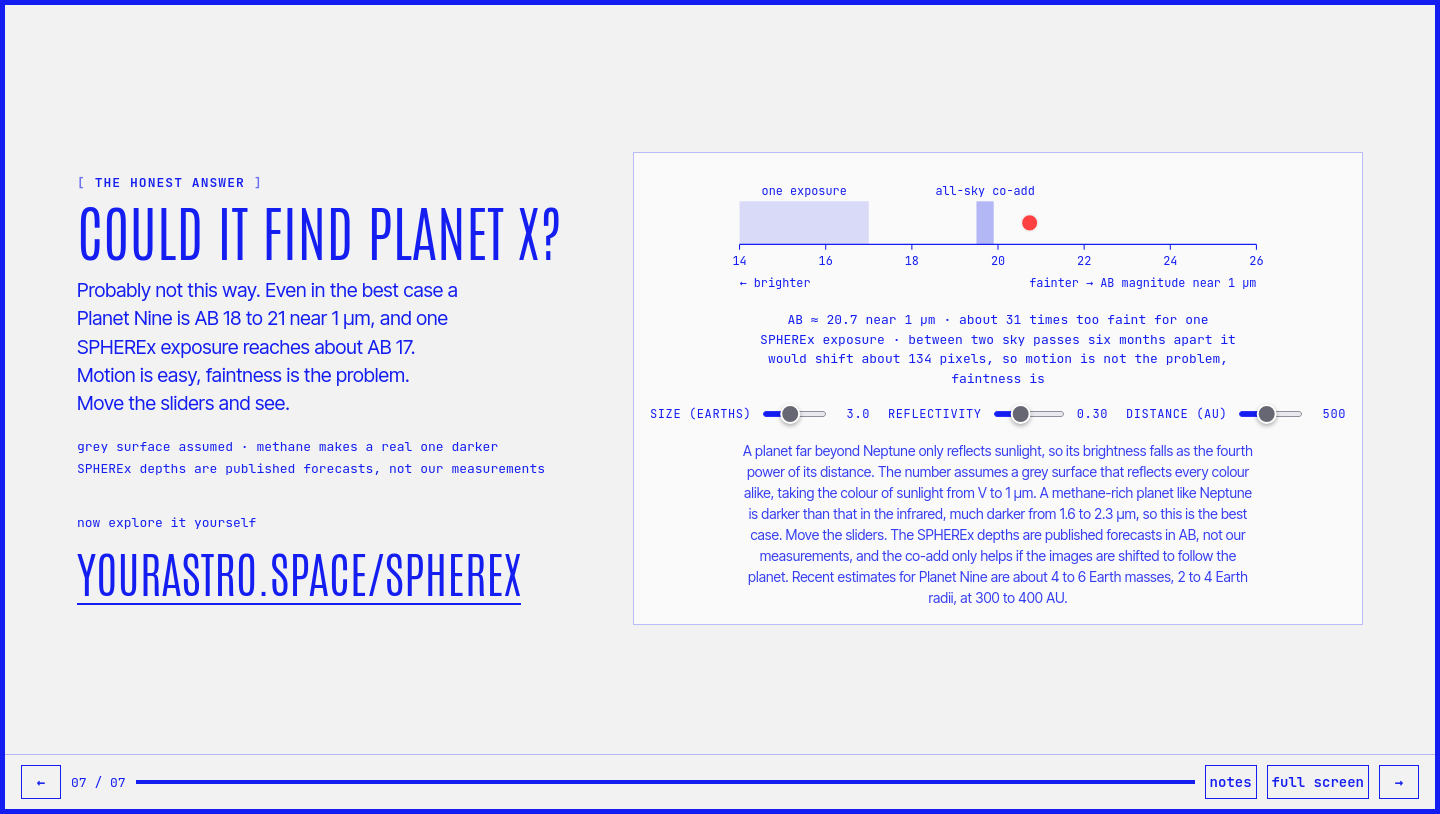 [ THE HONEST ANSWER ]
COULD IT FIND PLANET X?
Probably not this way. Even in the best case a
Planet Nine is AB 18 to 21 near 1 µm, and one
SPHEREx exposure reaches about AB 17.
Motion is easy, faintness is the problem.
Move the sliders and see.
grey surface assumed · methane makes a real one darker
SPHEREx depths are published forecasts, not our measurements
now explore it yourself
YOURASTRO.SPACE/SPHEREX
one exposure
all-sky co-add
14 16 18 20 22 24 26
← brighter
fainter → AB magnitude near 1 µm
AB ≈ 20.7 near 1 µm · about 31 times too faint for one
SPHEREx exposure · between two sky passes six months apart it
would shift about 134 pixels, so motion is not the problem,
faintness is
SIZE (EARTHS) 3.0 REFLECTIVITY 0.30 DISTANCE (AU) 500
A planet far beyond Neptune only reflects sunlight, so its brightness falls as the fourth
power of its distance. The number assumes a grey surface that reflects every colour
alike, taking the colour of sunlight from V to 1 µm. A methane-rich planet like Neptune
is darker than that in the infrared, much darker from 1.6 to 2.3 µm, so this is the best
case. Move the sliders. The SPHEREx depths are published forecasts in AB, not our
measurements, and the co-add only helps if the images are shifted to follow the
planet. Recent estimates for Planet Nine are about 4 to 6 Earth masses, 2 to 4 Earth
radii, at 300 to 400 AU.
← 07 / 07 notes full screen →